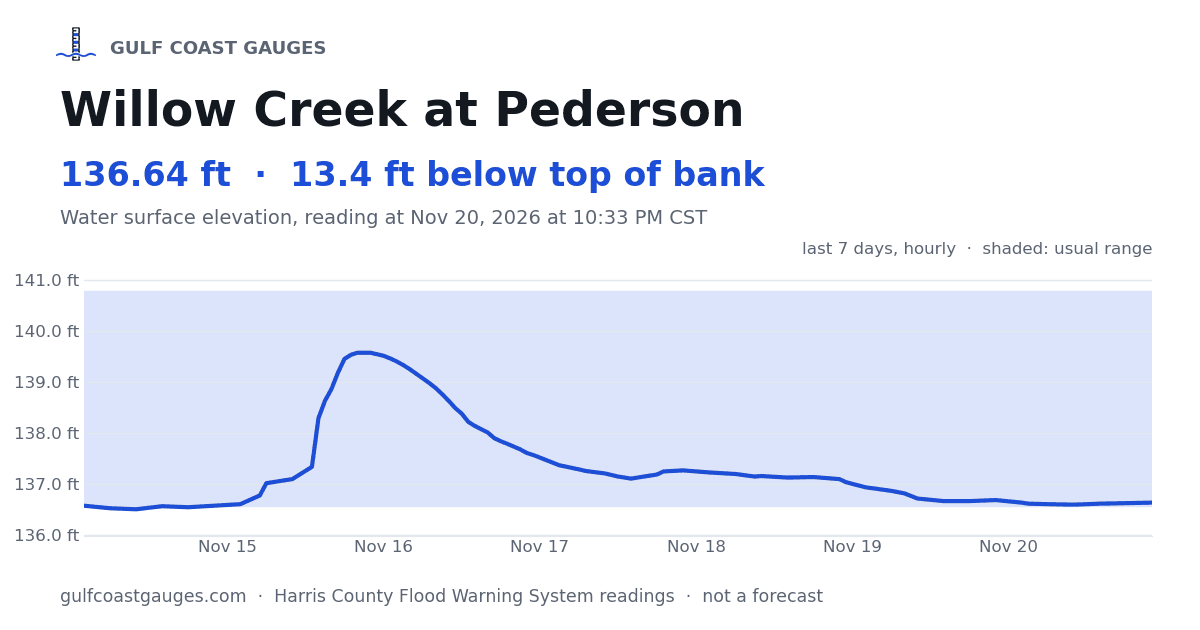 GULF COAST GAUGES
Willow Creek at Pederson
136.64 ft · 13.4 ft below top of bank
Water surface elevation, reading at Nov 20, 2026 at 10:33 PM CST
last 7 days, hourly · shaded: usual range
141.0 ft
140.0 ft
139.0 ft
138.0 ft
137.0 ft
136.0 ft
Nov 15 Nov 16 Nov 17 Nov 18 Nov 19 Nov 20
gulfcoastgauges.com · Harris County Flood Warning System readings · not a forecast